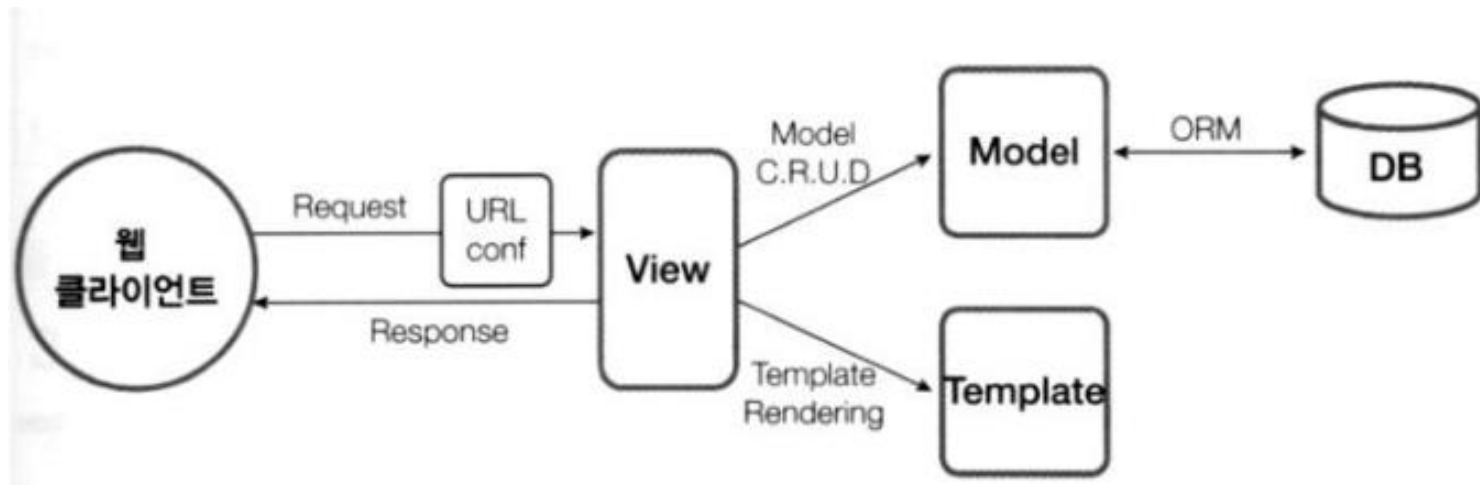 웹
클라이언트
Request
URL
conf
Response
View
Model
C.R.U.D
Template
Rendering
Model
Template
ORM
DB